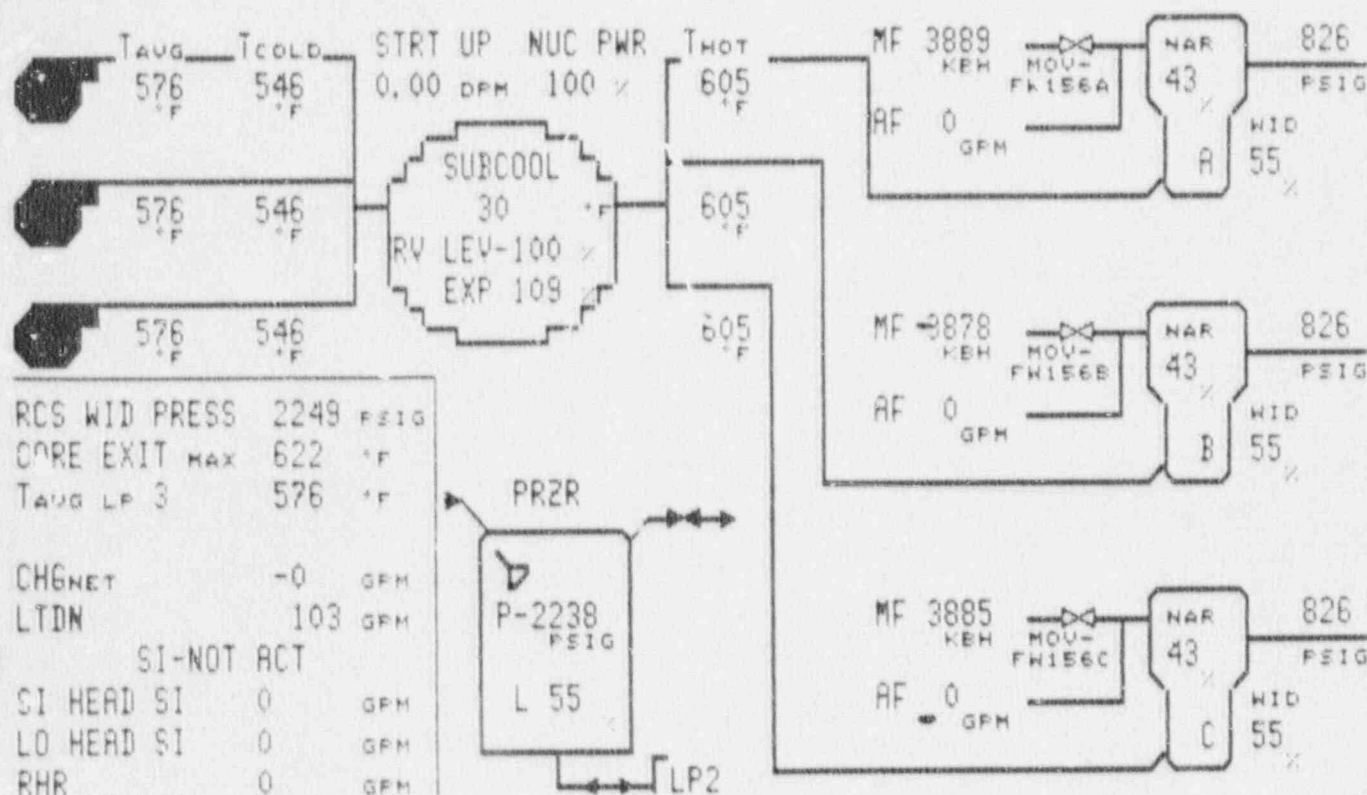 TAVG TCOLD STRT UP NUC PWR THOT
576 °F 546 °F 0.00 DPM 100 % 605 °F
MF 3889 KBH MOV-FK156A NAR 43 % 826 PSIG
AF 0 GPM A WID 55 %
SUBCOOL
30 °F
RV LEV-100 %
EXP 109 %
576 °F 546 °F 605 °F
576 °F 546 °F 605 °F
MF 3878 KBH MOV-FW156B NAR 43 % 826 PSIG
AF 0 GPM B WID 55 %
RCS WID PRESS 2249 PSIG
CORE EXIT MAX 622 °F
TAVG LP 3 576 °F
CHGNET -0 GPM
LTDN 103 GPM
SI-NOT ACT
SI HEAD SI 0 GPM
LO HEAD SI 0 GPM
RHR 0 GPM
PRZR
P-2238 PSIG
L 55 %
LP2
MF 3885 KBH MOV-FW156C NAR 43 % 826 PSIG
AF 0 GPM C WID 55 %